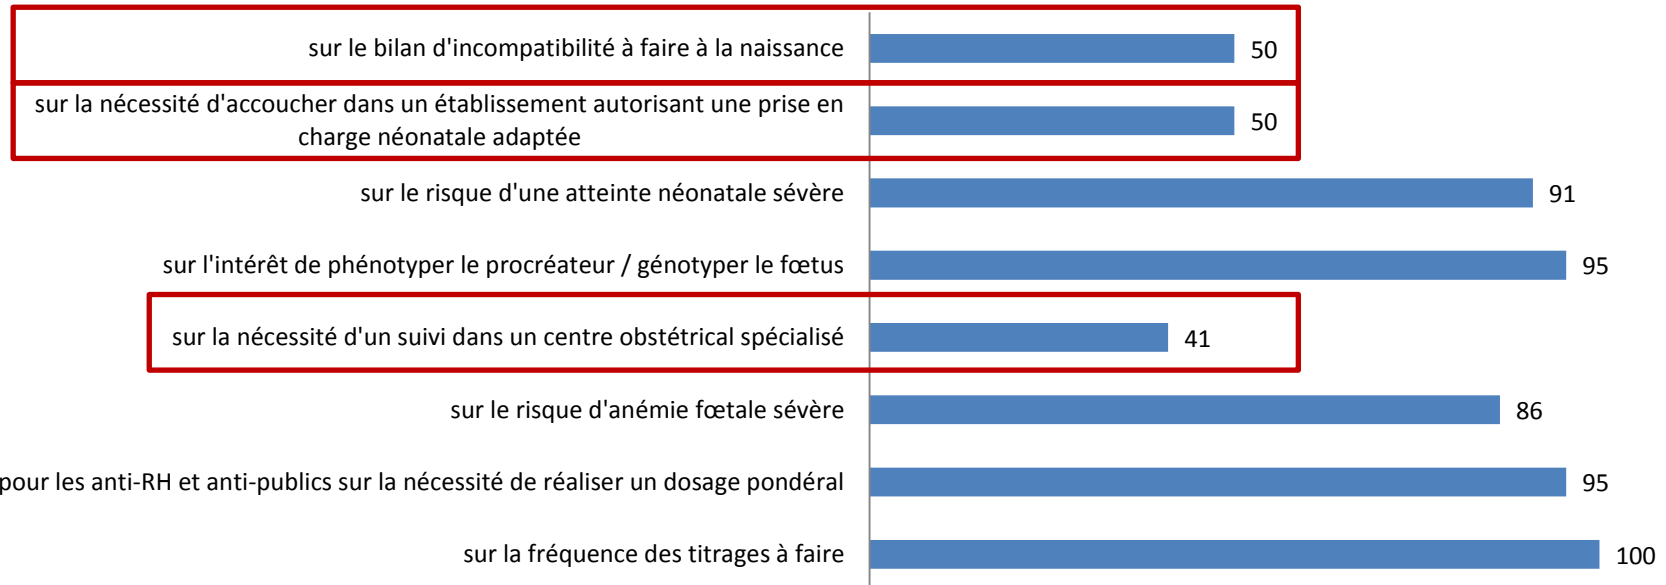 sur le bilan d'incompatibilité à faire à la naissance 50
sur la nécessité d'accoucher dans un établissement autorisant une prise en
charge néonatale adaptée 50
sur le risque d'une atteinte néonatale sévère 91
sur l'intérêt de phénotyper le procréateur / génotyper le fœtus 95
sur la nécessité d'un suivi dans un centre obstétrical spécialisé 41
sur le risque d'anémie fœtale sévère 86
pour les anti-RH et anti-publics sur la nécessité de réaliser un dosage pondéral 95
sur la fréquence des titrages à faire 100